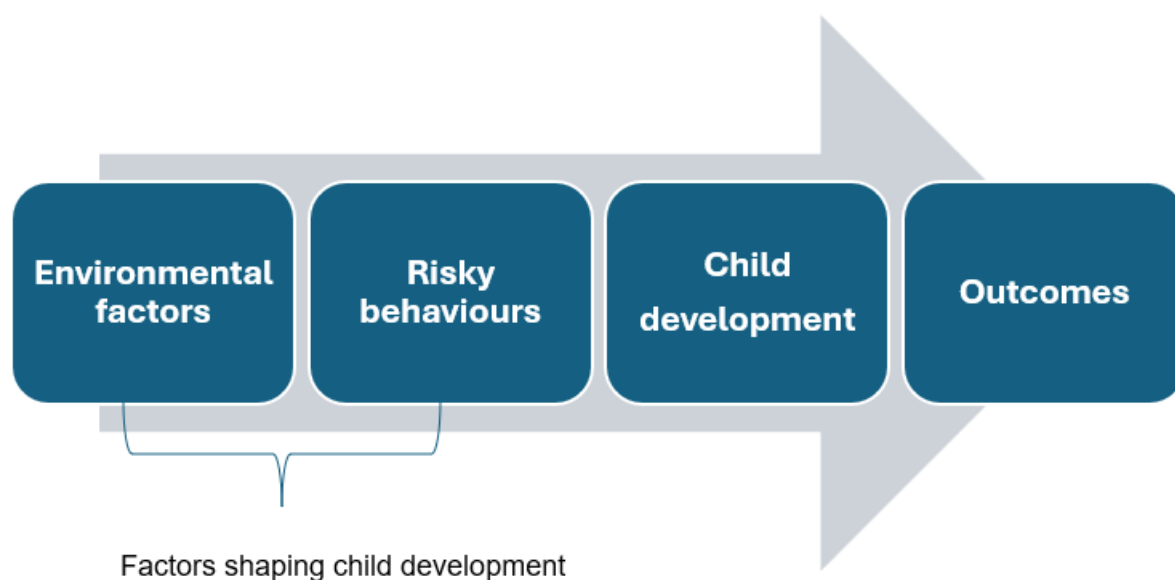 Environmental
factors
Risky
behaviours
Child
development
Outcomes
Factors shaping child development